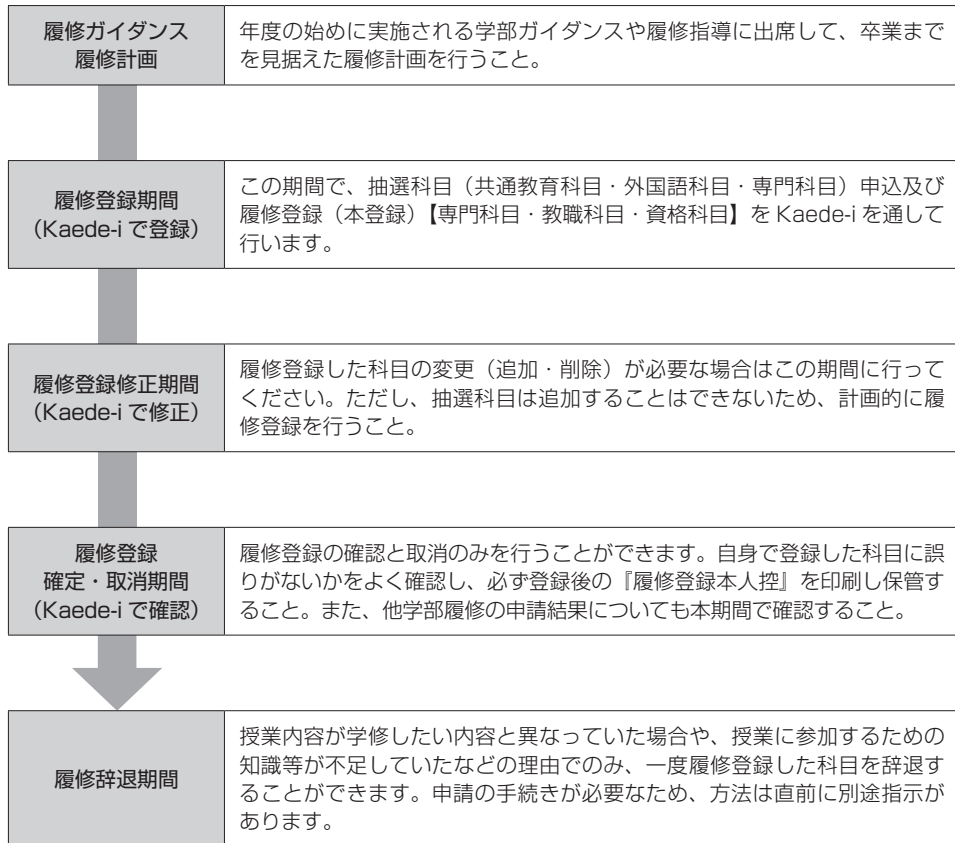 履修ガイダンス
履修計画
年度の始めに実施される学部ガイダンスや履修指導に出席して、卒業まで
を見据えた履修計画を行うこと。
履修登録期間
(Kaede-i で登録)
この期間で、抽選科目（共通教育科目・外国語科目・専門科目）申込及び
履修登録（本登録）【専門科目・教職科目・資格科目】を Kaede-i を通して
行います。
履修登録修正期間
(Kaede-i で修正)
履修登録した科目の変更（追加・削除）が必要な場合はこの期間に行って
ください。ただし、抽選科目は追加することはできないため、計画的に履
修登録を行うこと。
履修登録
確定・取消期間
(Kaede-i で確認)
履修登録の確認と取消のみを行うことができます。自身で登録した科目に誤
りがないかをよく確認し、必ず登録後の『履修登録本人控』を印刷し保管す
ること。また、他学部履修の申請結果についても本期間で確認すること。
履修辞退期間
授業内容が学修したい内容と異なっていた場合や、授業に参加するための
知識等が不足していたなどの理由でのみ、一度履修登録した科目を辞退す
ることができます。申請の手続きが必要なため、方法は直前に別途指示が
あります。